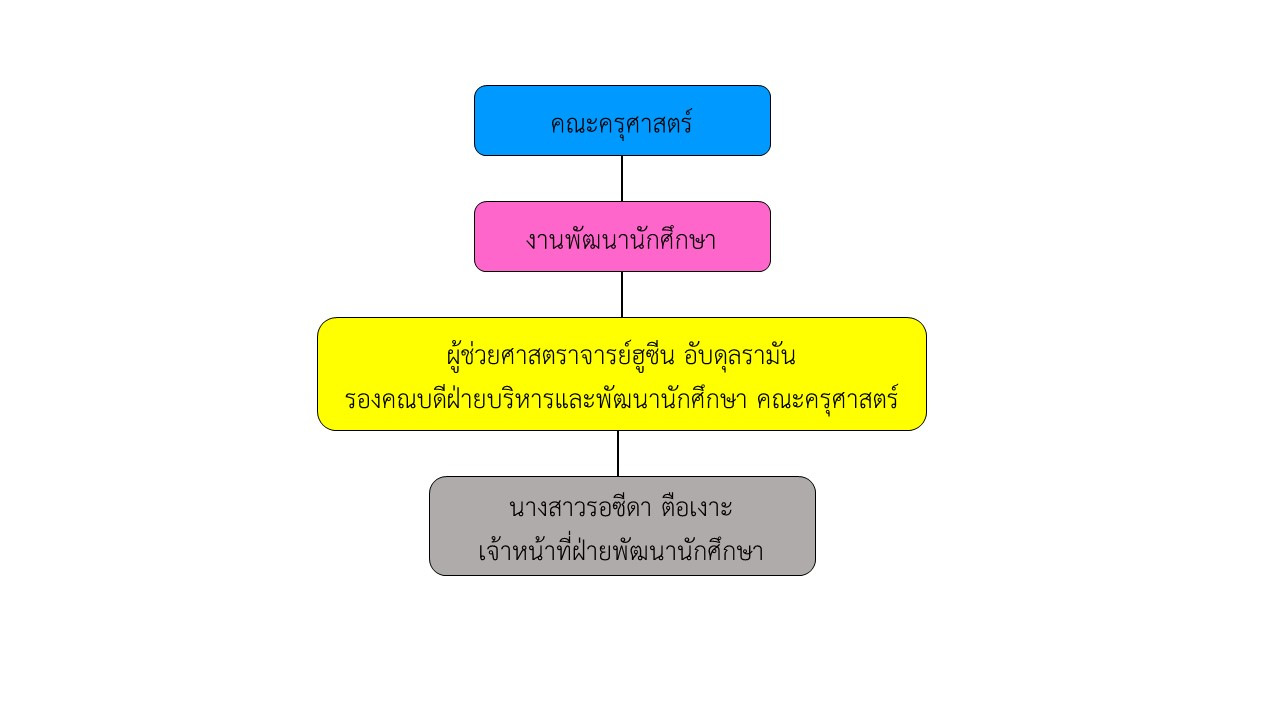 คณะครุศาสตร์
งานพัฒนานักศึกษา
ผู้ช่วยศาสตราจารย์ฮูซีน อับดุลรามัน
รองคณบดีฝ่ายบริหารและพัฒนานักศึกษา คณะครุศาสตร์
นางสาวรอซีดา ตือเงาะ
เจ้าหน้าที่ฝ่ายพัฒนานักศึกษา